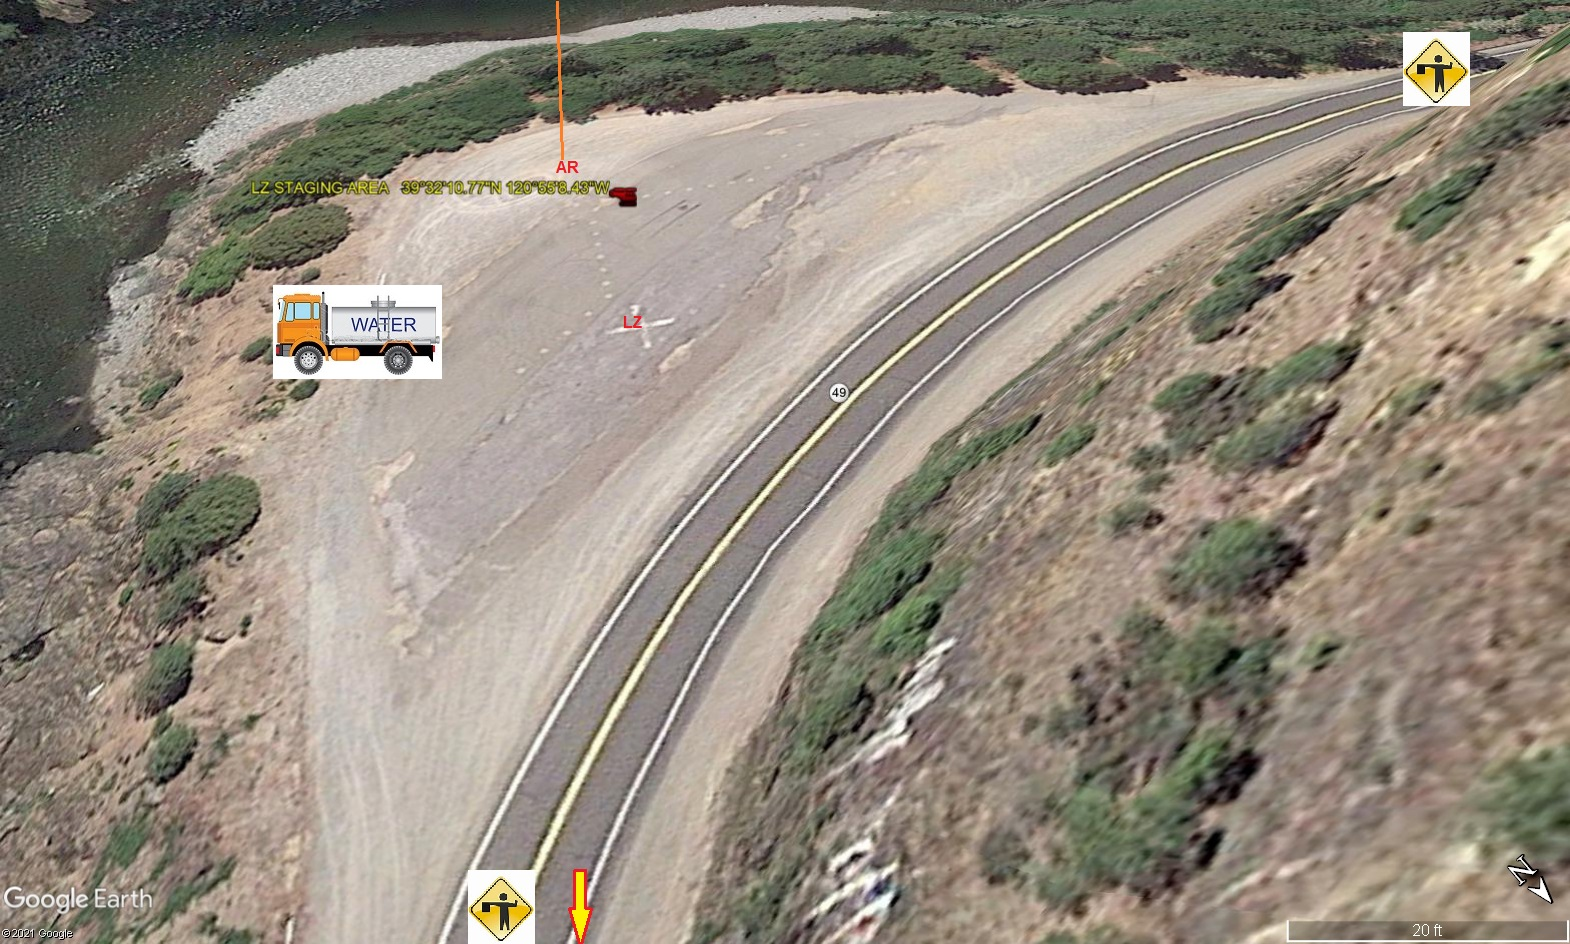 AR
LZ STAGING AREA 39°32'10.77"N 120°55'8.43"W
WATER
LZ
49
N
Google Earth
©2021 Google
20 ft